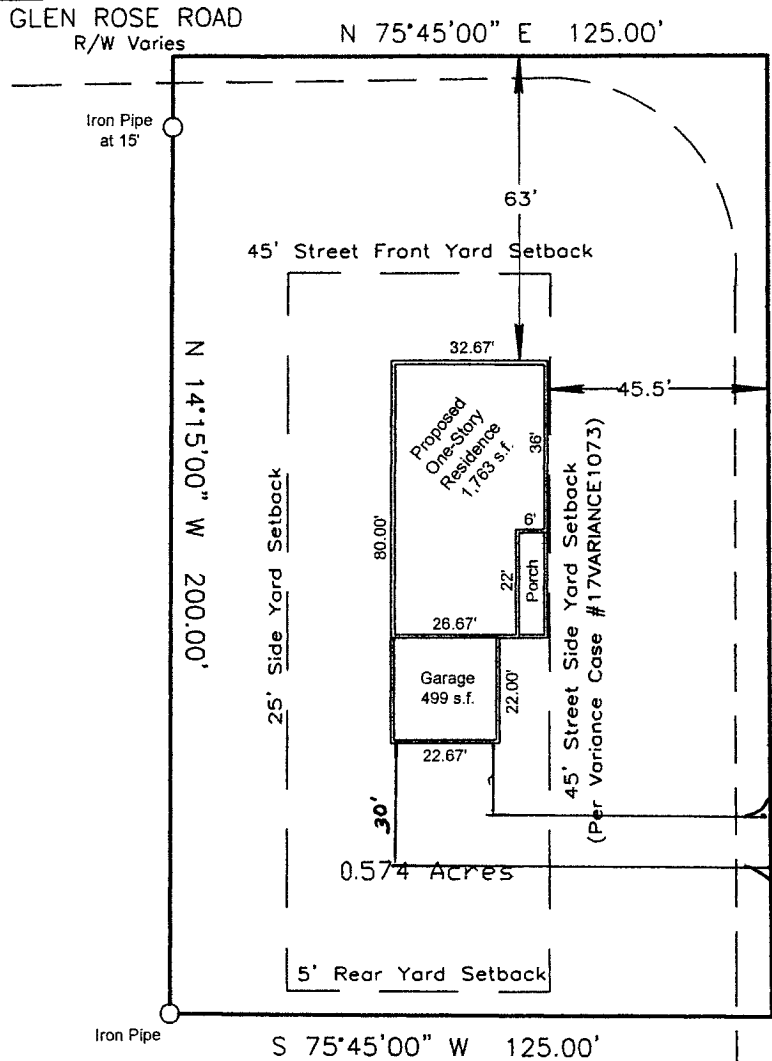 GLEN ROSE ROAD
R/W Varies
N 75°45'00" E 125.00'
Iron Pipe
at 15'
63'
45' Street Front Yard Setback
32.67'
45.5'
N 14°15'00" W 200.00'
Proposed
One-Story
Residence
1,763 s.f.
36'
6'
80.00'
22'
Porch
25' Side Yard Setback
45' Street Side Yard Setback
(Per Variance Case #17VARIANCE1073)
26.67'
Garage
499 s.f.
22.00'
22.67'
30'
0.574 Acres
5' Rear Yard Setback
Iron Pipe
S 75°45'00" W 125.00'